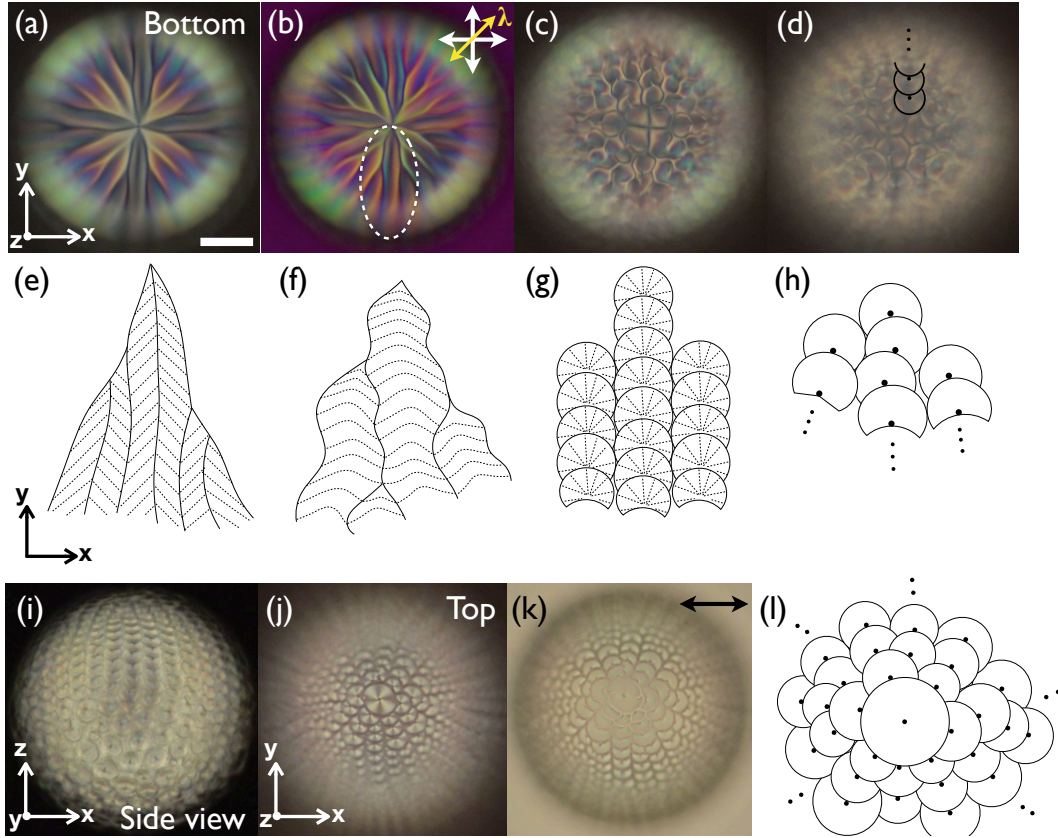 (a) Bottom
(b) λ
(c)
(d)
y
z x
(e)
(f)
(g)
(h)
y
x
(i)
(j) Top
(k)
(l)
z
y x
Side view
y
z x